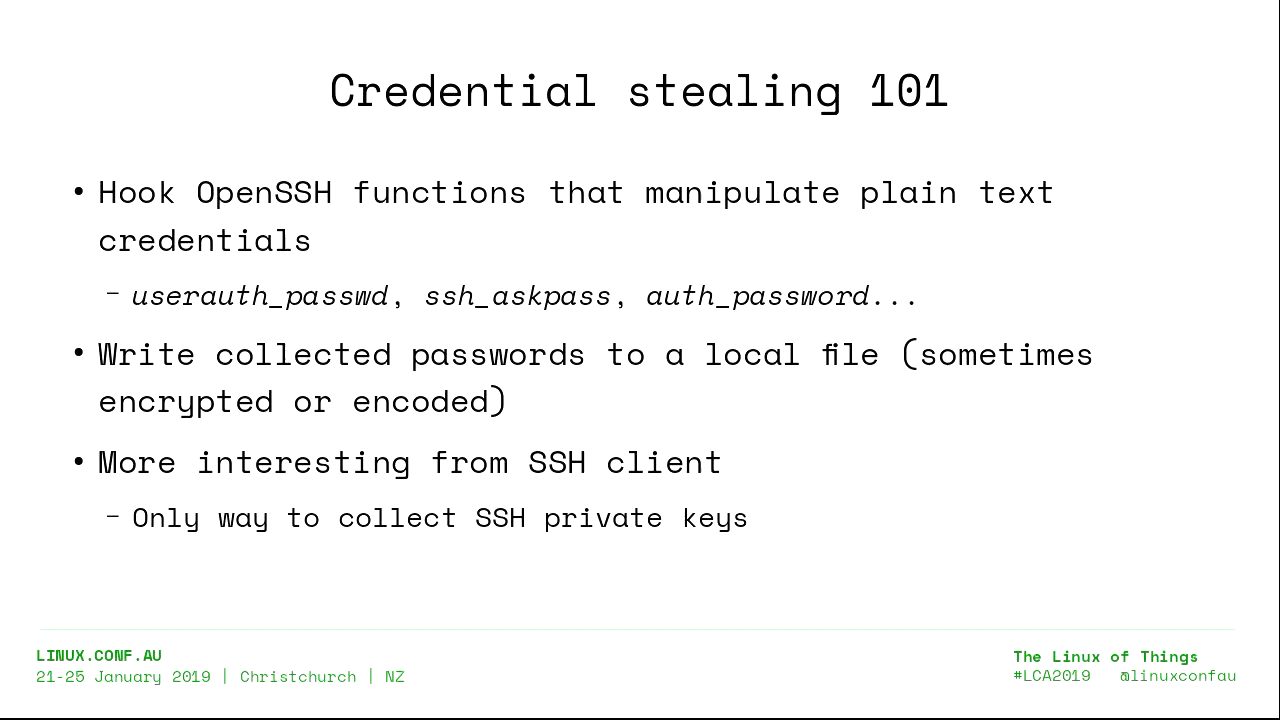 Credential stealing 101
• Hook OpenSSH functions that manipulate plain text
credentials
– userauth_passwd, ssh_askpass, auth_password...
• Write collected passwords to a local file (sometimes
encrypted or encoded)
• More interesting from SSH client
– Only way to collect SSH private keys
LINUX.CONF.AU
21-25 January 2019 | Christchurch | NZ
The Linux of Things
#LCA2019 @linuxconfau